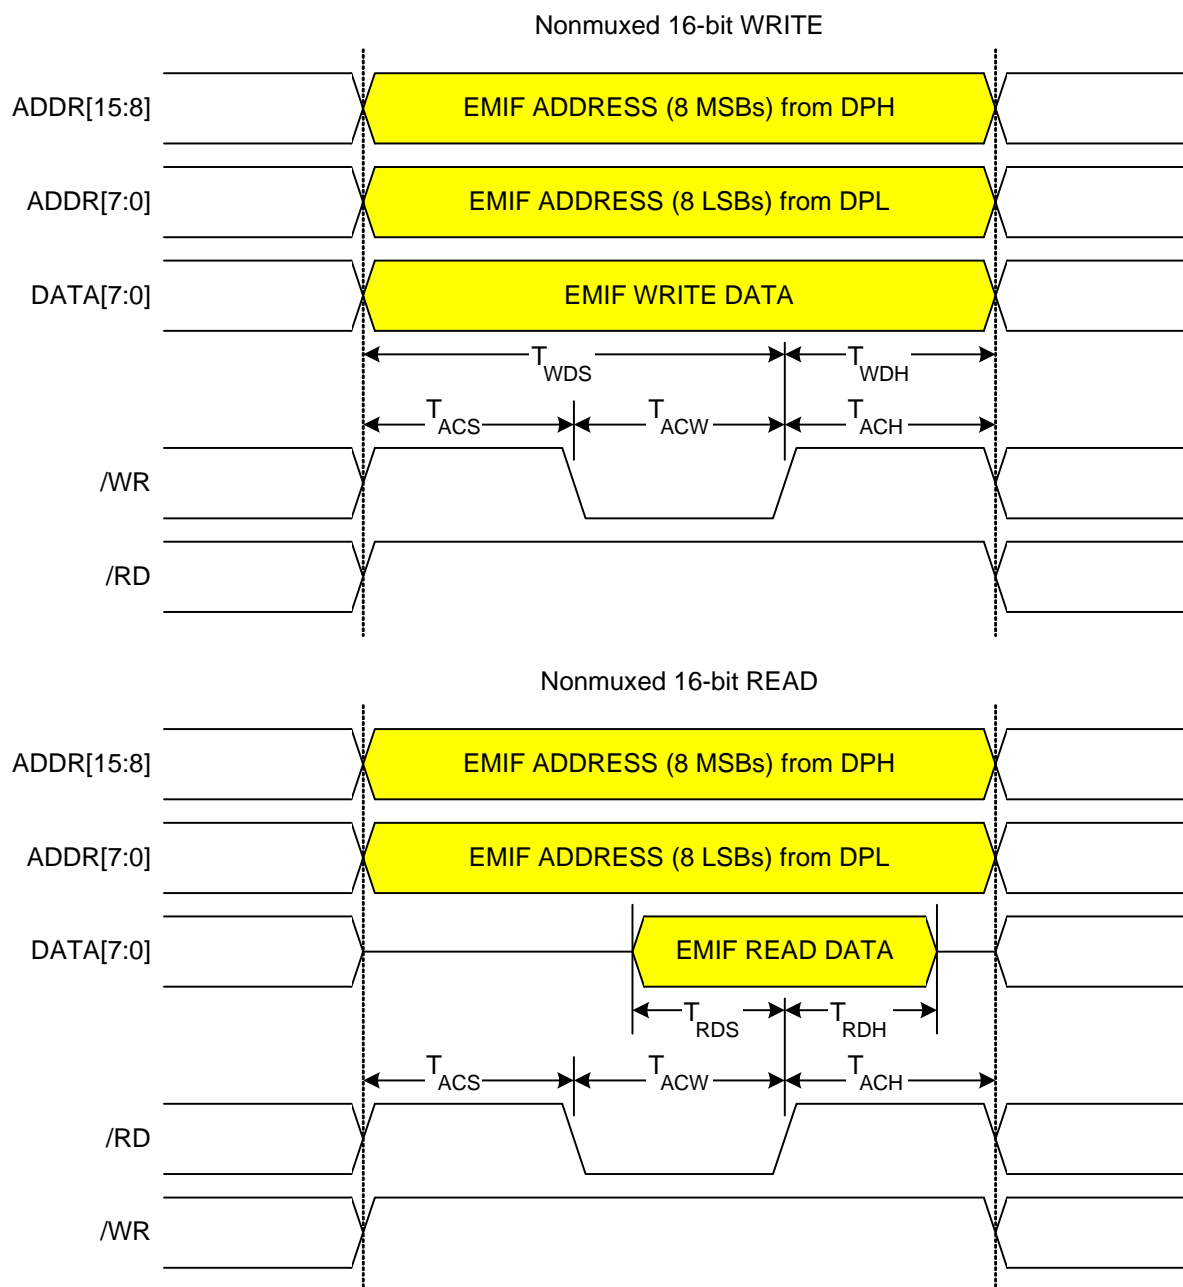 Nonmuxed 16-bit WRITE
ADDR[15:8]
EMIF ADDRESS (8 MSBs) from DPH
ADDR[7:0]
EMIF ADDRESS (8 LSBs) from DPL
DATA[7:0]
EMIF WRITE DATA
TWDS TWDH
TACS TACW TACH
/WR
/RD
Nonmuxed 16-bit READ
ADDR[15:8]
EMIF ADDRESS (8 MSBs) from DPH
ADDR[7:0]
EMIF ADDRESS (8 LSBs) from DPL
DATA[7:0]
EMIF READ DATA
TRDS TRDH
TACS TACW TACH
/RD
/WR